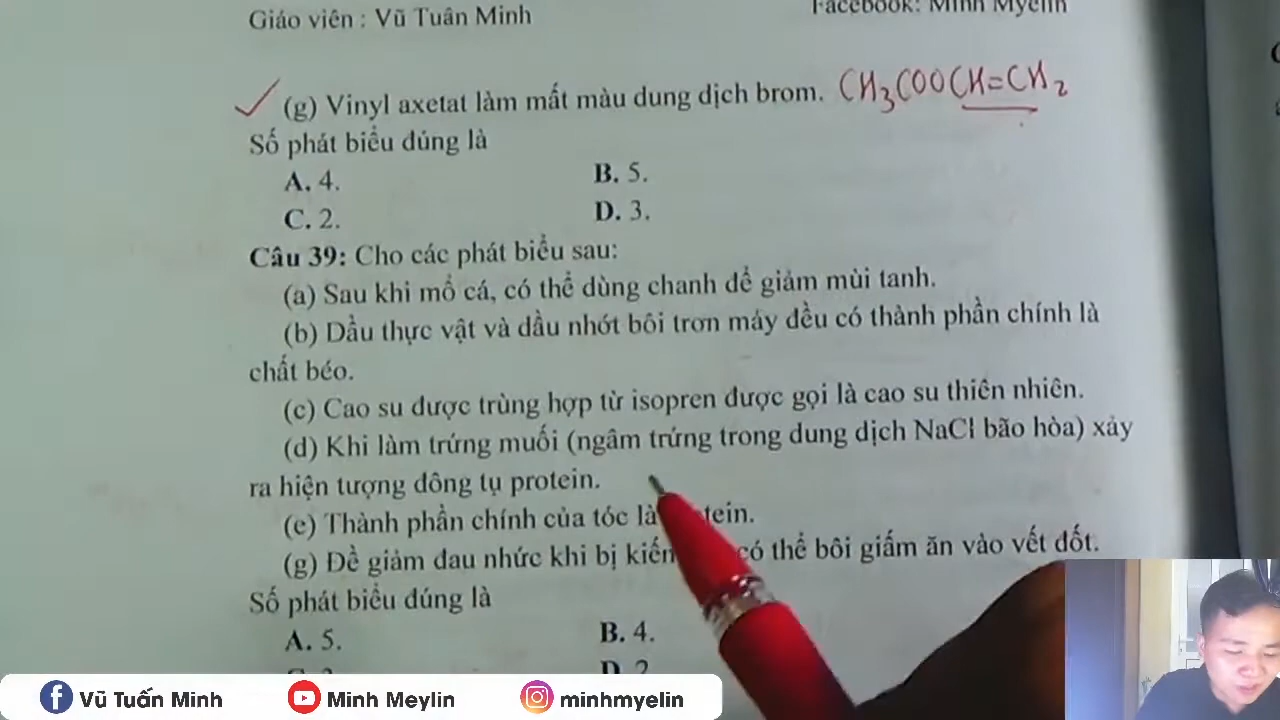 Giáo viên : Vũ Tuân Minh
Facebook: Minh Myelin
(g) Vinyl axetat làm mất màu dung dịch brom. CH3COOCH=CH2
Số phát biểu đúng là
A. 4.
B. 5.
C. 2.
D. 3.
Câu 39: Cho các phát biểu sau:
(a) Sau khi mổ cá, có thể dùng chanh để giảm mùi tanh.
(b) Dầu thực vật và dầu nhớt bôi trơn máy đều có thành phần chính là
chất béo.
(c) Cao su được trùng hợp từ isopren được gọi là cao su thiên nhiên.
(d) Khi làm trứng muối (ngâm trứng trong dung dịch NaCl bão hòa) xảy
ra hiện tượng đông tụ protein.
(e) Thành phần chính của tóc là
(g) Để giảm đau nhức khi bị kiến có thể bôi giấm ăn vào vết đốt.
Số phát biểu đúng là
A. 5.
B. 4.
Vũ Tuấn Minh
Minh Meylin
minhmyelin